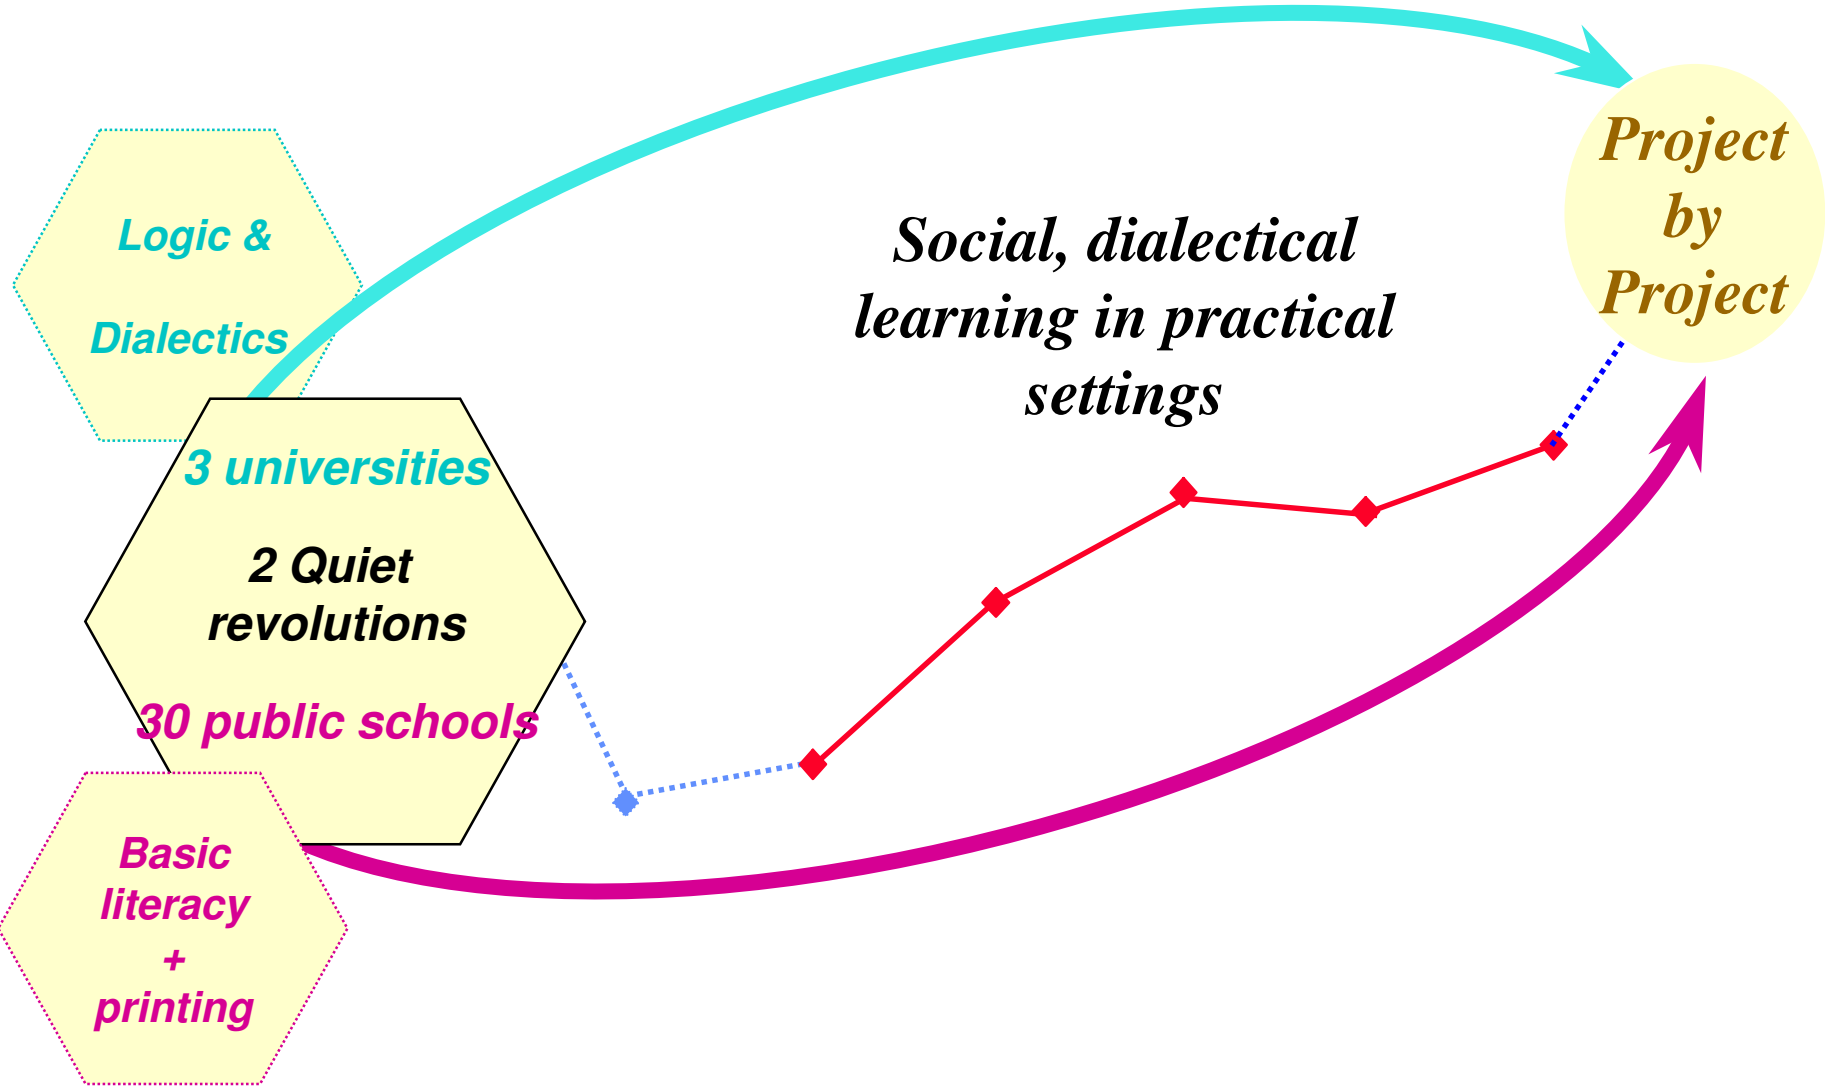 Logic &
Dialectics
3 universities
2 Quiet
revolutions
30 public schools
Basic
literacy
+
printing
Social, dialectical
learning in practical
settings
Project
by
Project